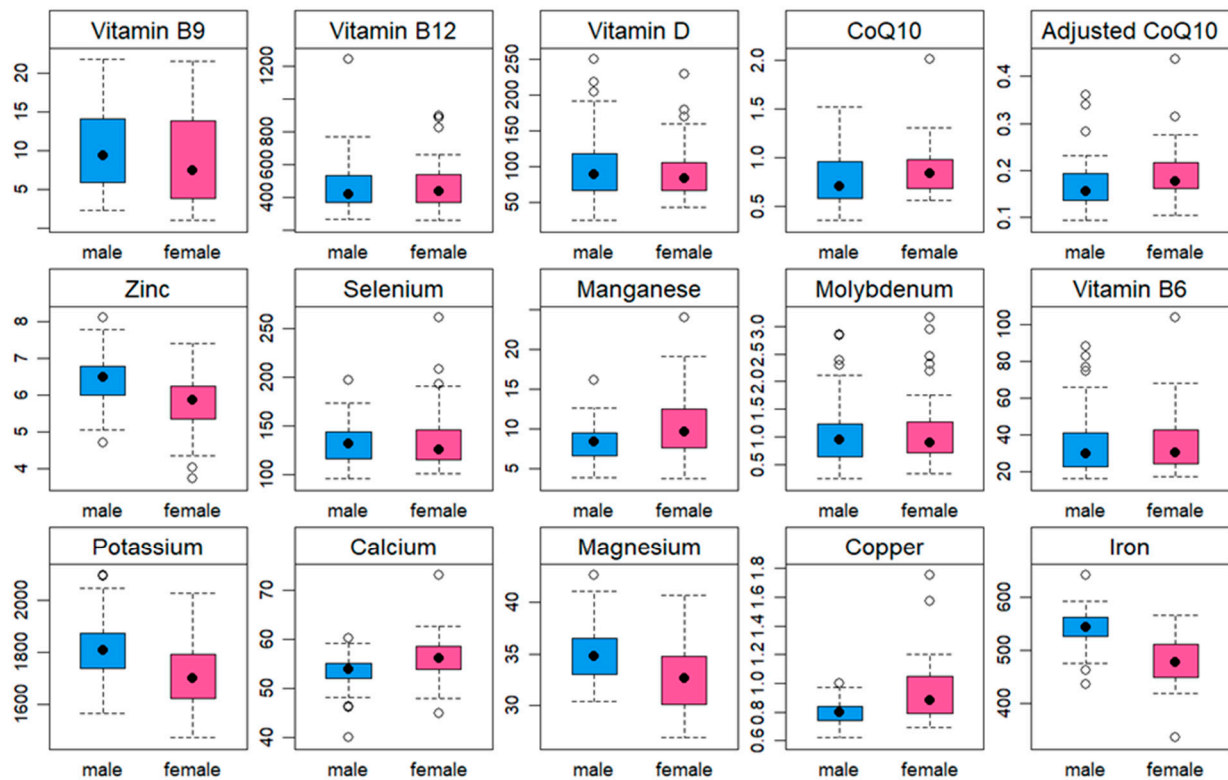 Vitamin B9 Vitamin B12 Vitamin D CoQ10 Adjusted CoQ10
5 10 15 20
400 600 800 1200
50 100 150 200 250
0.5 1.0 1.5 2.0
0.1 0.2 0.3 0.4
male female male female male female male female male female
Zinc Selenium Manganese Molybdenum Vitamin B6
4 5 6 7 8
100 150 200 250
5 10 15 20
0.5 1.0 1.5 2.0 2.5 3.0
20 40 60 80 100
male female male female male female male female male female
Potassium Calcium Magnesium Copper Iron
1600 1800 2000
40 50 60 70
30 35 40
0.6 0.8 1.0 1.2 1.4 1.6 1.8
400 500 600
male female male female male female male female male female